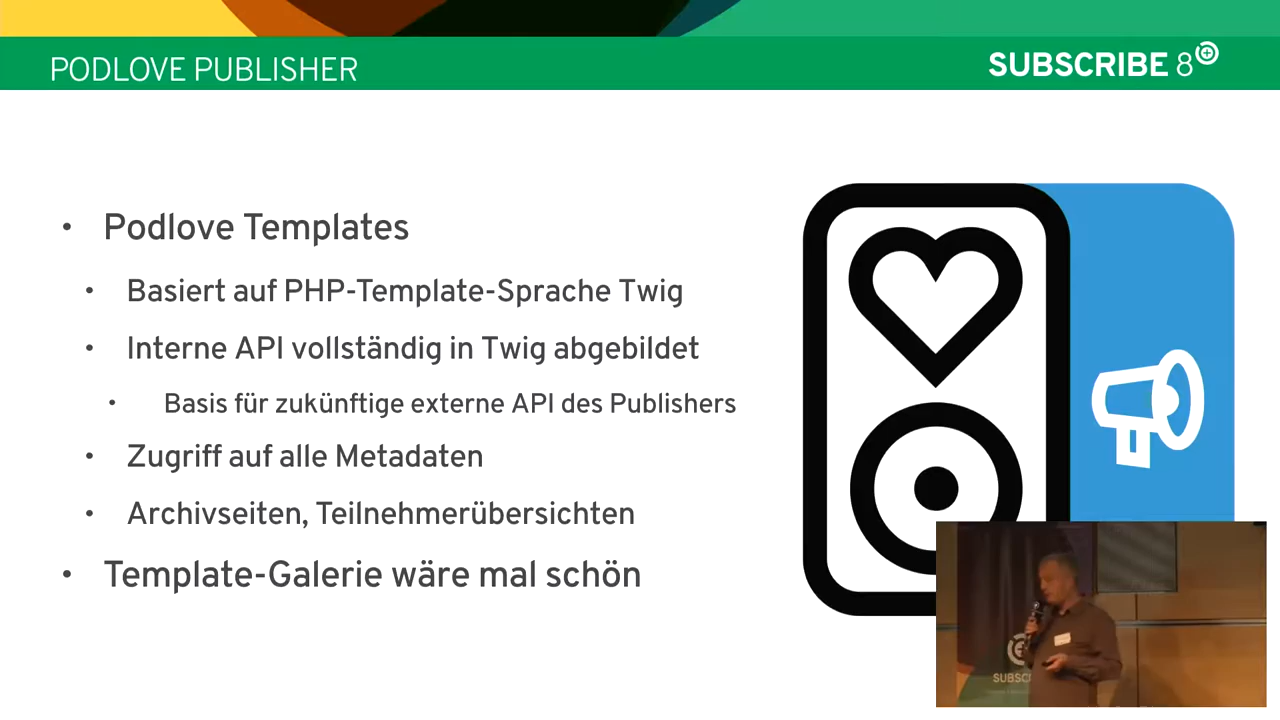 PODLOVE PUBLISHER
SUBSCRIBE 8
• Podlove Templates
• Basiert auf PHP-Template-Sprache Twig
• Interne API vollständig in Twig abgebildet
• Basis für zukünftige externe API des Publishers
• Zugriff auf alle Metadaten
• Archivseiten, Teilnehmerübersichten
• Template-Galerie wäre mal schön
SUBSC